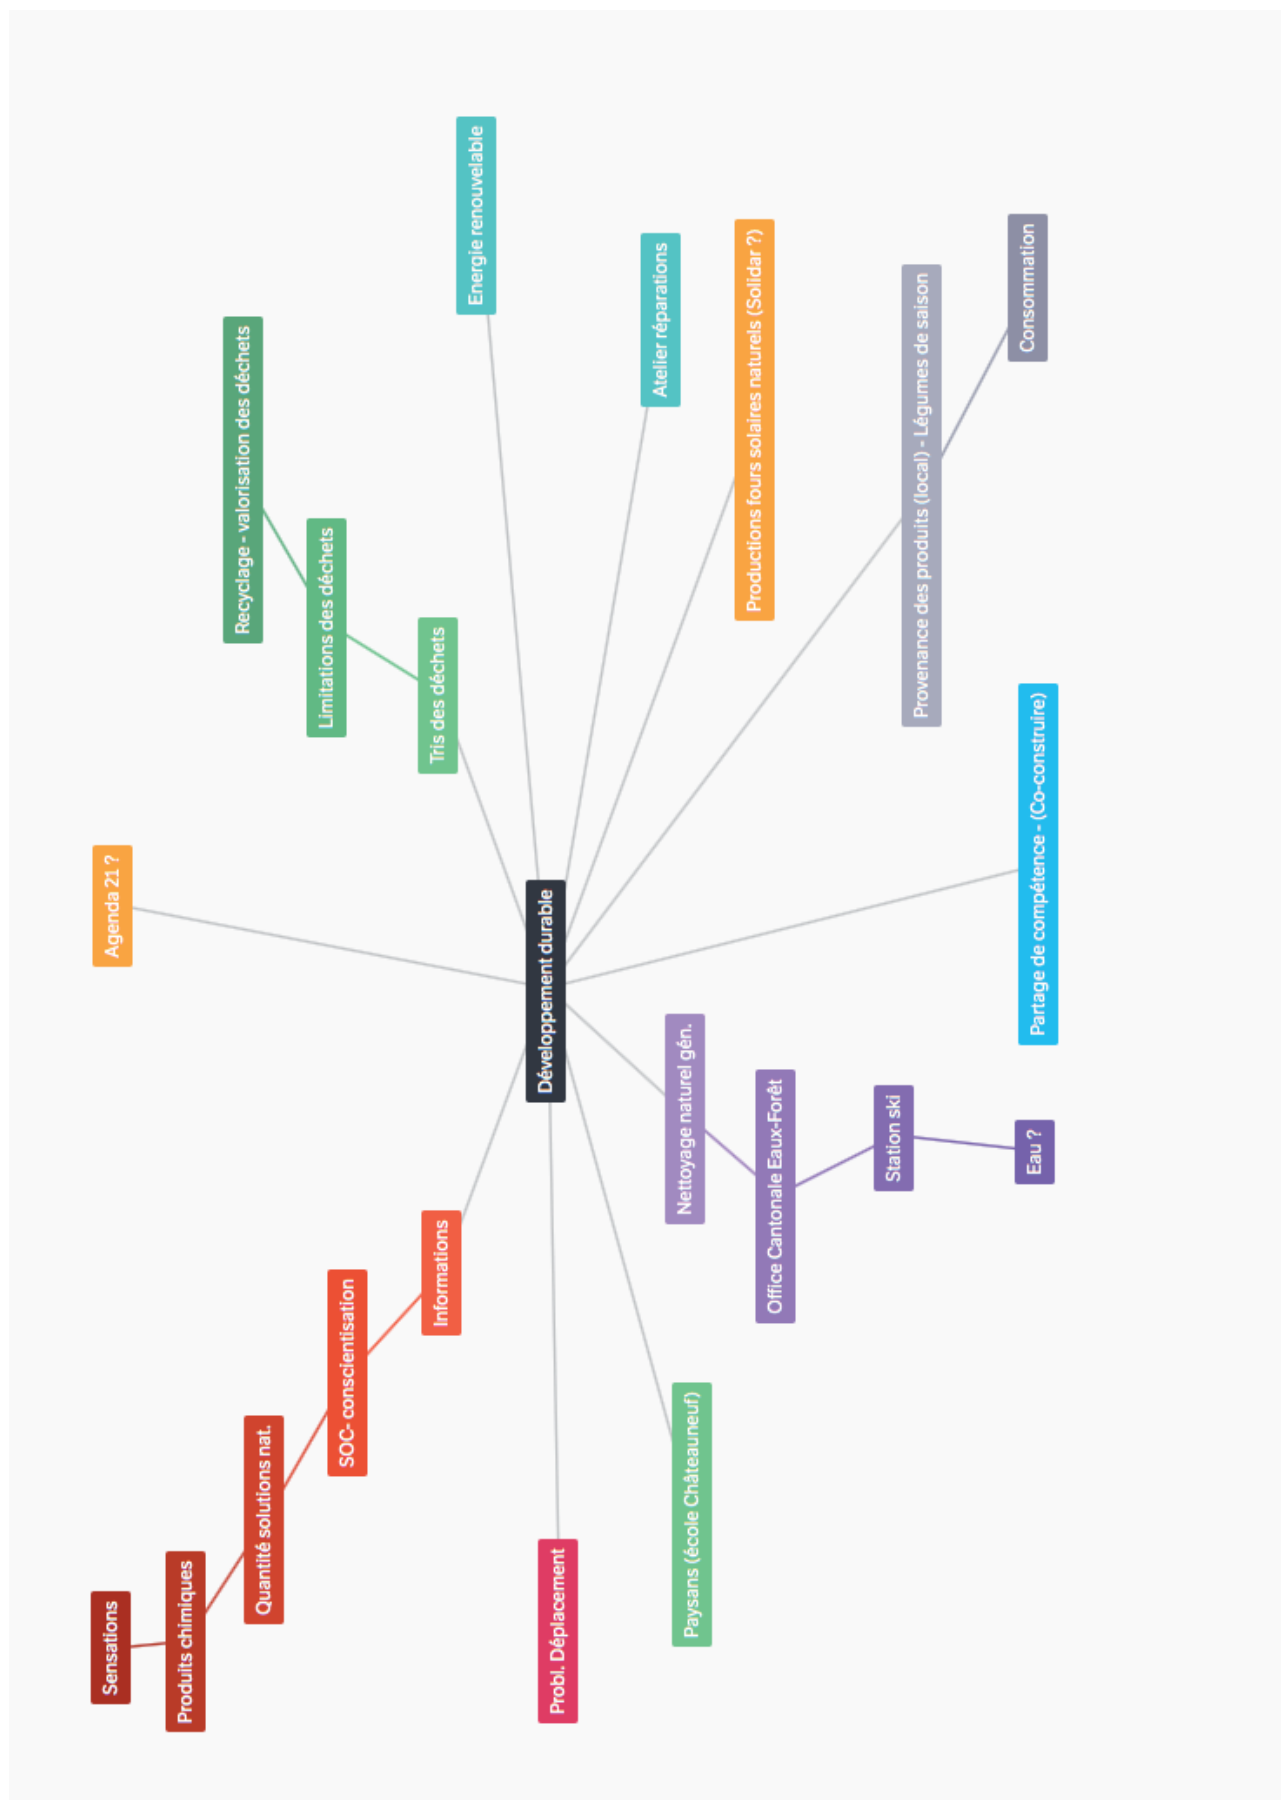 Agenda 21 ?
Recyclage - valorisation des déchets
Limitations des déchets
Tris des déchets
Energie renouvelable
Sensations
Produits chimiques
Quantité solutions nat.
SOC- conscientisation
Informations
Développement durable
Atelier réparations
Probl. Déplacement
Nettoyage naturel gén.
Productions fours solaires naturels (Solidar ?)
Paysans (école Châteauneuf)
Office Cantonale Eaux-Forêt
Station ski
Eau ?
Provenance des produits (local) - Légumes de saison
Consommation
Partage de compétence - (Co-construire)